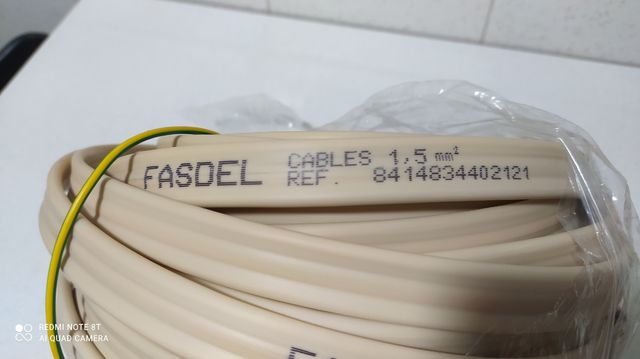 FASDEL CABLES 1,5 mm²
REF. 8414834402121
REDMI NOTE 8T
AI QUAD CAMERA